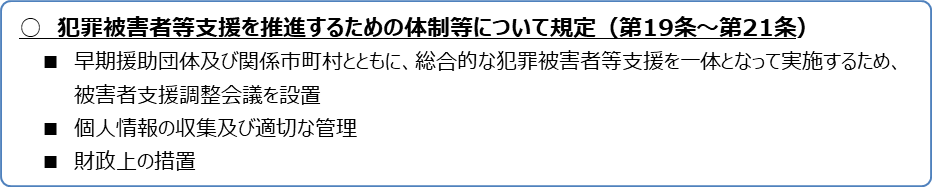 ○ 犯罪被害者等支援を推進するための体制等について規定（第19条～第21条）
■ 早期援助団体及び関係市町村とともに、総合的な犯罪被害者等支援を一体となって実施するため、
被害者支援調整会議を設置
■ 個人情報の収集及び適切な管理
■ 財政上の措置